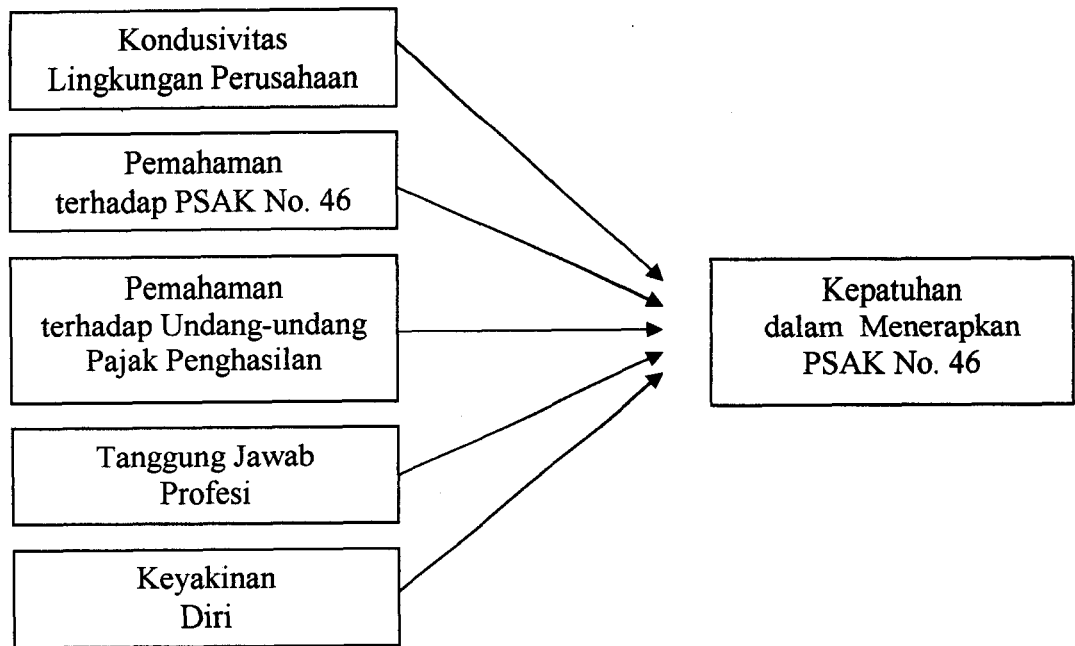 Kondusivitas
Lingkungan Perusahaan
Pemahaman
terhadap PSAK No. 46
Pemahaman
terhadap Undang-undang
Pajak Penghasilan
Tanggung Jawab
Profesi
Keyakinan
Diri
Kepatuhan
dalam Menerapkan
PSAK No. 46